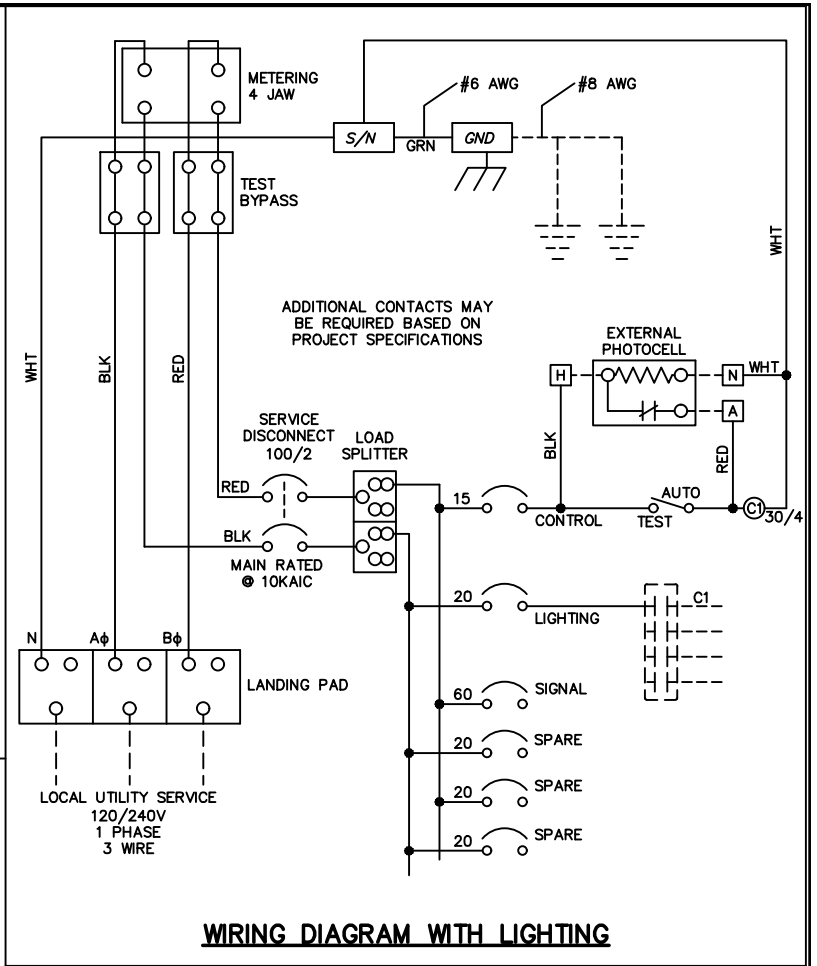 METERING
4 JAW
#6 AWG
#8 AWG
S/N
GRN
GND
TEST
BYPASS
WHT
ADDITIONAL CONTACTS MAY
BE REQUIRED BASED ON
PROJECT SPECIFICATIONS
EXTERNAL
PHOTOCELL
WHT
BLK
RED
H
N
WHT
A
SERVICE
DISCONNECT
100/2
LOAD
SPLITTER
BLK
RED
RED
15
CONTROL
AUTO
TEST
C1
30/4
BLK
MAIN RATED
@ 10KAIC
20
LIGHTING
C1
N
Aϕ
Bϕ
LANDING PAD
60
SIGNAL
20
SPARE
20
SPARE
20
SPARE
LOCAL UTILITY SERVICE
120/240V
1 PHASE
3 WIRE
WIRING DIAGRAM WITH LIGHTING